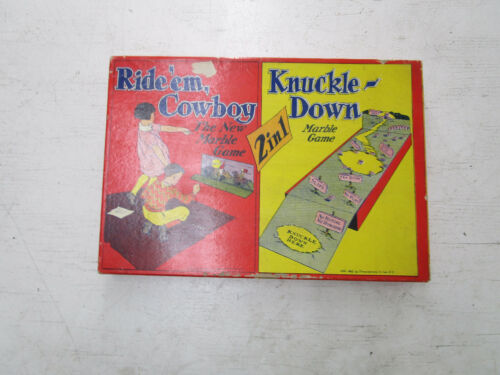 Ride 'em,
Cowboy
The New
Marble
Game
2 in 1
Knuckle-
Down
Marble
Game
KNUCKLE
DOWN
HERE